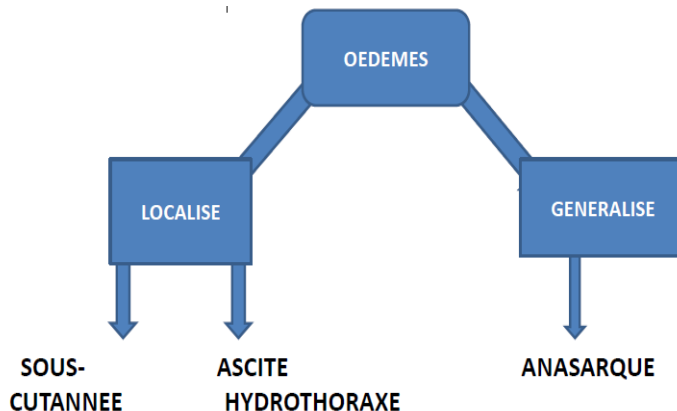 OEDEMES
LOCALISE
GENERALISE
SOUS-
CUTANNEE
ASCITE
HYDROTHORAXE
ANASARQUE